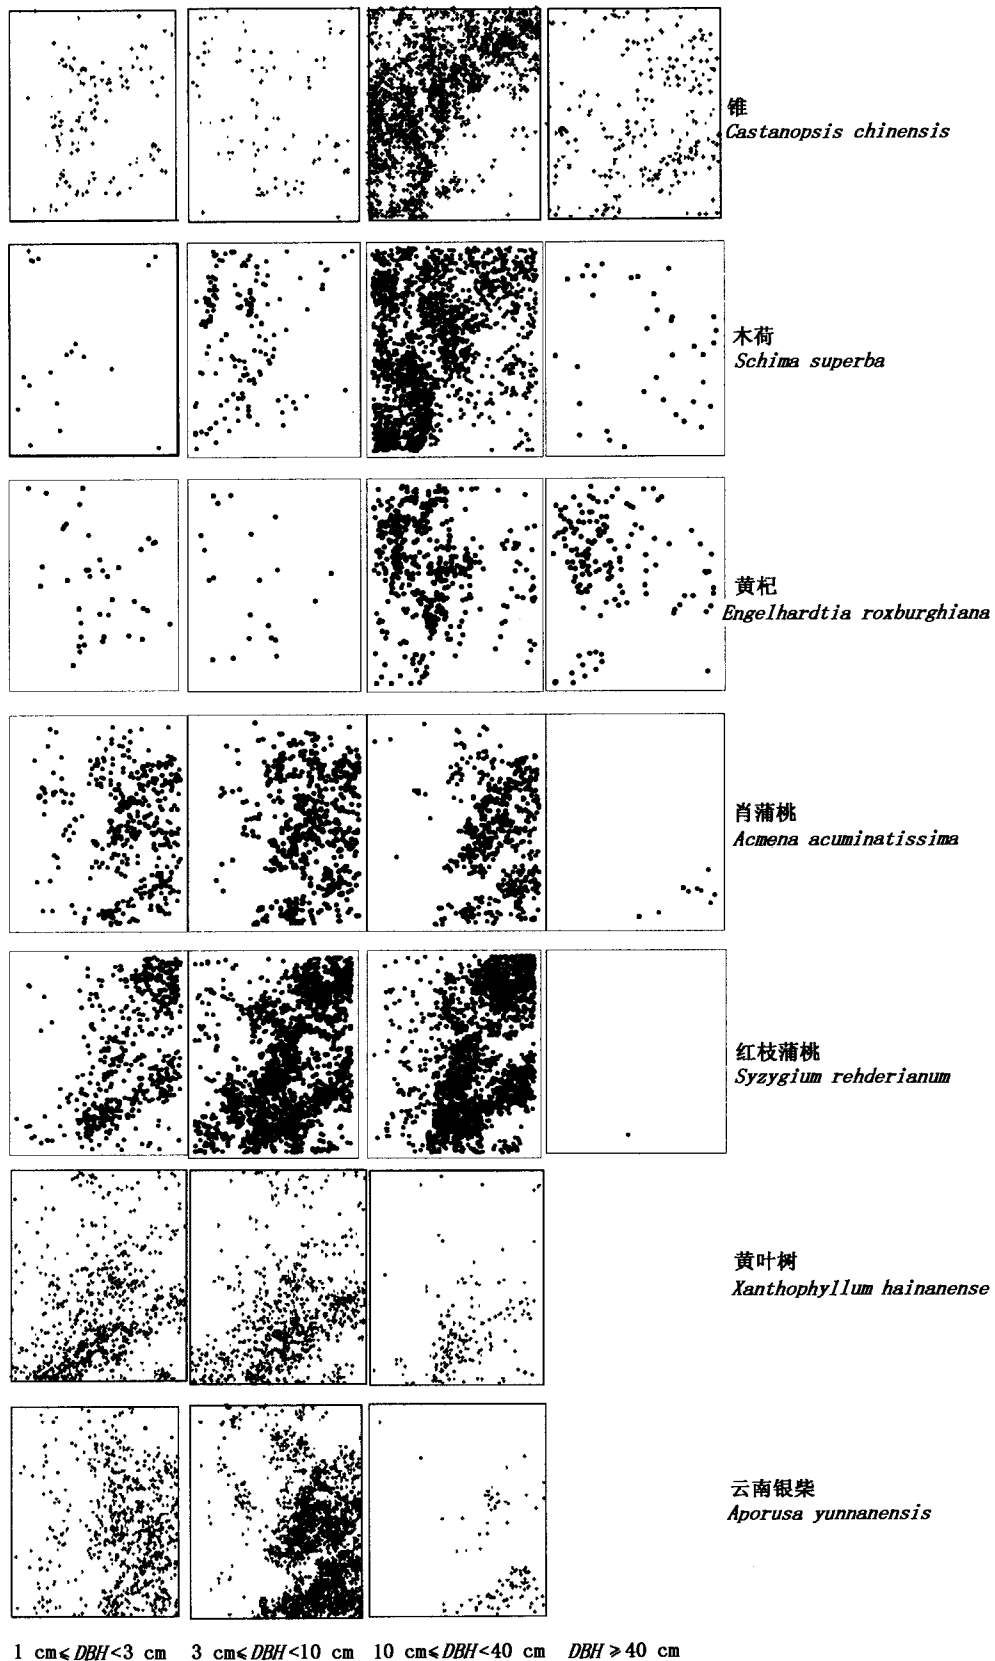 锥
Castanopsis chinensis
木荷
Schima superba
黄杞
Engelhardtia roxburghiana
肖蒲桃
Acmena acuminatissima
红枝蒲桃
Syzygium rehderianum
黄叶树
Xanthophyllum hainanense
云南银柴
Aporusa yunnanensis
1 cm≤DBH<3 cm 3 cm≤DBH<10 cm 10 cm≤DBH<40 cm DBH≥40 cm